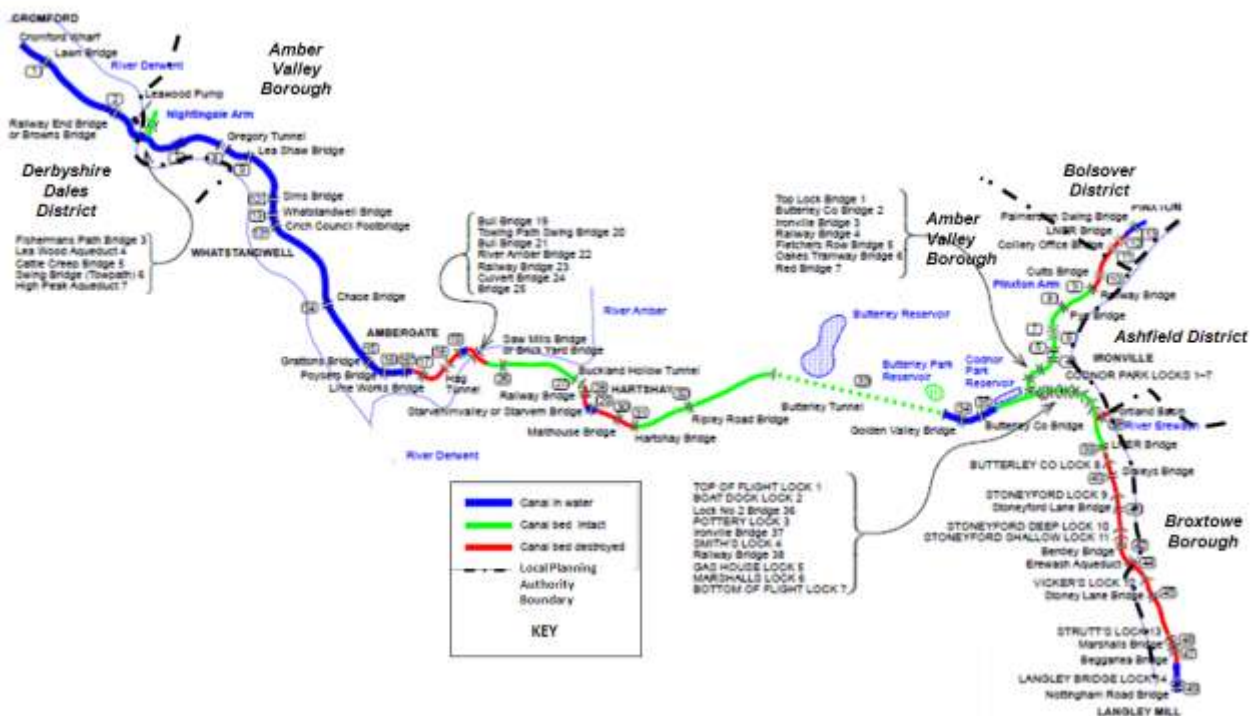 CROMFORD
Cromford Wharf
Lawn Bridge
1
River Derwent
Amber
Valley
Borough
2
Leawood Pump
Nightingale Arm
Railway End Bridge
or Browns Bridge
Gregory Tunnel
Lea Shaw Bridge
Derbyshire
Dales
District
Sims Bridge
Whatstandwell Bridge
Crich Council Footbridge
WHATSTANDWELL
Fishermans Path Bridge 3
Lea Wood Aqueduct 4
Cattle Creep Bridge 5
Swing Bridge (Towpath) 6
High Peak Aqueduct 7
Chase Bridge
14
Bull Bridge 19
Towing Path Swing Bridge 20
Bull Bridge 21
River Amber Bridge 22
Railway Bridge 23
Culvert Bridge 24
Bridge 25
AMBERGATE
Grattons Bridge
Poysers Bridge
Lime Works Bridge
Hag
Tunnel
Saw Mills Bridge
or Brick Yard Bridge
River Amber
Buckland Hollow Tunnel
Railway Bridge
HARTSHAY
Starvehimvalley or Starvem Bridge
Malthouse Bridge
Hartshay Bridge
Ripley Road Bridge
River Derwent
Butterley Reservoir
Butterley Park
Reservoir
Codnor
Park
Reservoir
Butterley Tunnel
33
Golden Valley Bridge
34
Butterley Co Bridge
Top Lock Bridge 1
Butterley Co Bridge 2
Ironville Bridge 3
Railway Bridge 4
Fletchers Row Bridge 5
Oakes Tramway Bridge 6
Red Bridge 7
Amber
Valley
Borough
Bolsover
District
PINXTON
Palmerston Swing Bridge
LNER Bridge
Colliery Office Bridge
Cutts Bridge
Pinxton Arm
Railway Bridge
Pye Bridge
Ashfield District
IRONVILLE
CODNOR PARK LOCKS 1-7
Portland Basin
River Erewash
LNER Bridge
BUTTERLEY CO LOCK 8
Stileys Bridge
STONEYFORD LOCK 9
Stoneyford Lane Bridge
STONEYFORD DEEP LOCK 10
STONEYFORD SHALLOW LOCK 11
Broxtowe
Borough
Erewash Aqueduct
VICKER'S LOCK
Stoney Lane Bridge
STRUTT'S LOCK 13
Marshalls Bridge
Beggarlea Bridge
LANGLEY BRIDGE LOCK 14
Nottingham Road Bridge
LANGLEY MILL
TOP OF FLIGHT LOCK 1
BOAT DOCK LOCK 2
Lock No 2 Bridge 36
POTTERY LOCK 3
Ironville Bridge 37
SMITH'S LOCK 4
Railway Bridge 38
GAS HOUSE LOCK 5
MARSHALLS LOCK 6
BOTTOM OF FLIGHT LOCK 7
Canal in water
Canal bed intact
Canal bed destroyed
Local Planning
Authority
Boundary
KEY